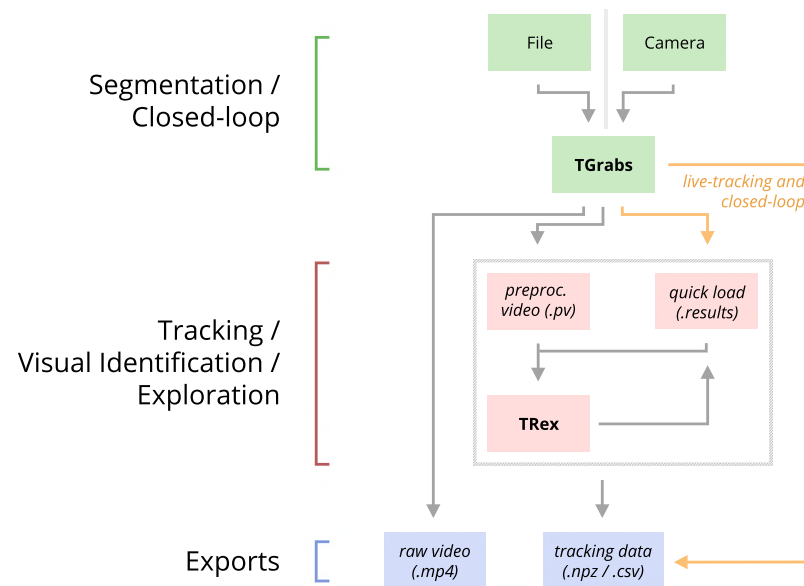 File
Camera
Segmentation /
Closed-loop
TGrabs
live-tracking and
closed-loop
preproc.
video (.pv)
quick load
(.results)
Tracking /
Visual Identification /
Exploration
TRex
Exports
raw video
(.mp4)
tracking data
(.npz / .csv)